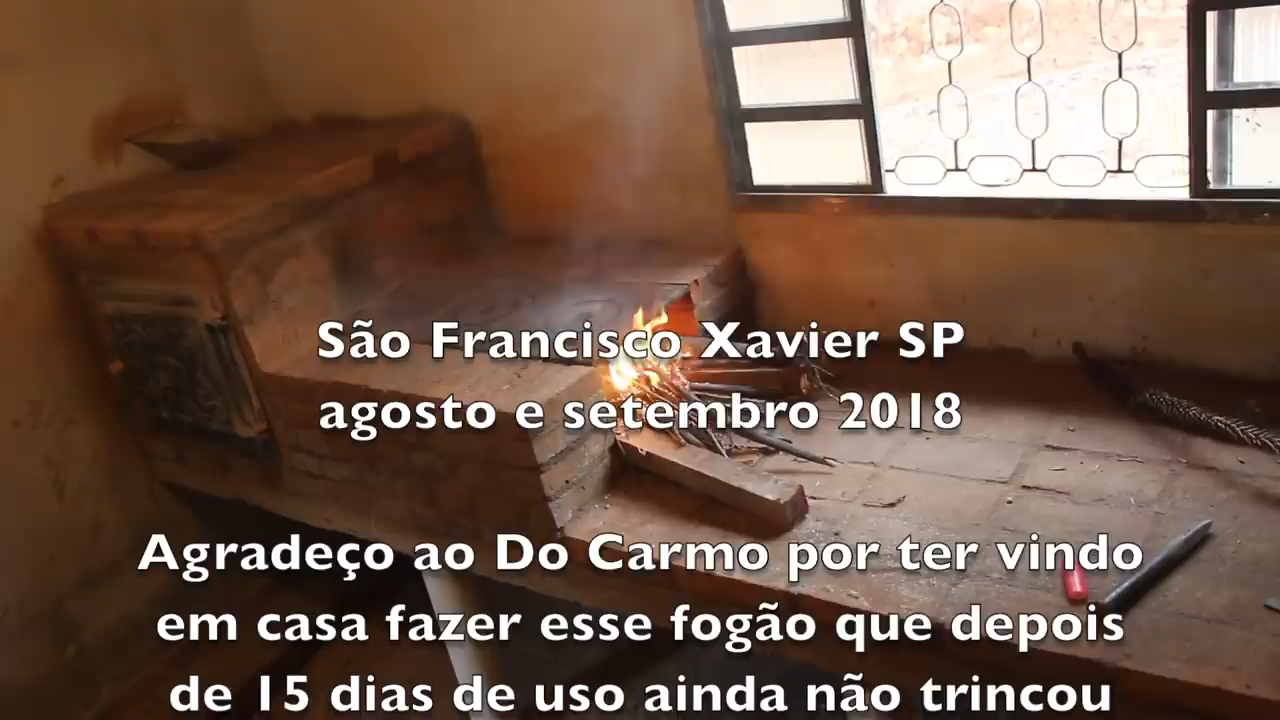 São Francisco Xavier SP
agosto e setembro 2018
Agradeço ao Do Carmo por ter vindo
em casa fazer esse fogão que depois
de 15 dias de uso ainda não trincou